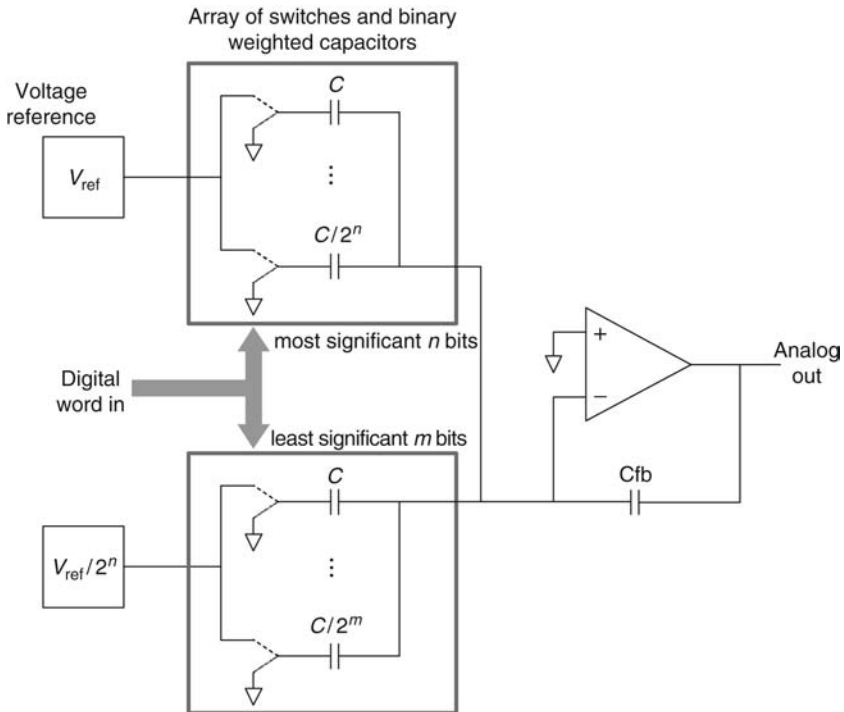 Array of switches and binary
weighted capacitors
Voltage
reference
V_ref
C
⋮
C/2^n
most significant n bits
Digital
word in
least significant m bits
+
−
Analog
out
Cfb
V_ref/2^n
C
⋮
C/2^m